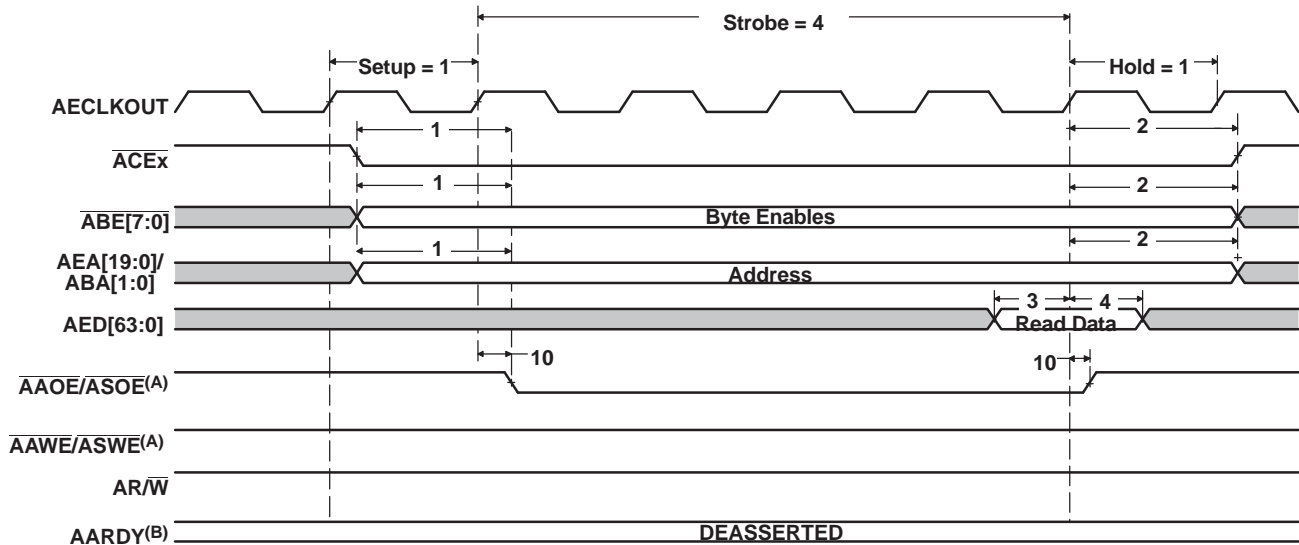 Strobe = 4
Setup = 1
Hold = 1
AECLKOUT
1
2
ACEx
1
2
ABE[7:0]
Byte Enables
1
2
AEA[19:0]/
ABA[1:0]
Address
3
4
AED[63:0]
Read Data
10
10
AAOE/ASOE(A)
AAWE/ASWE(A)
AR/W
AARDY(B)
DEASSERTED